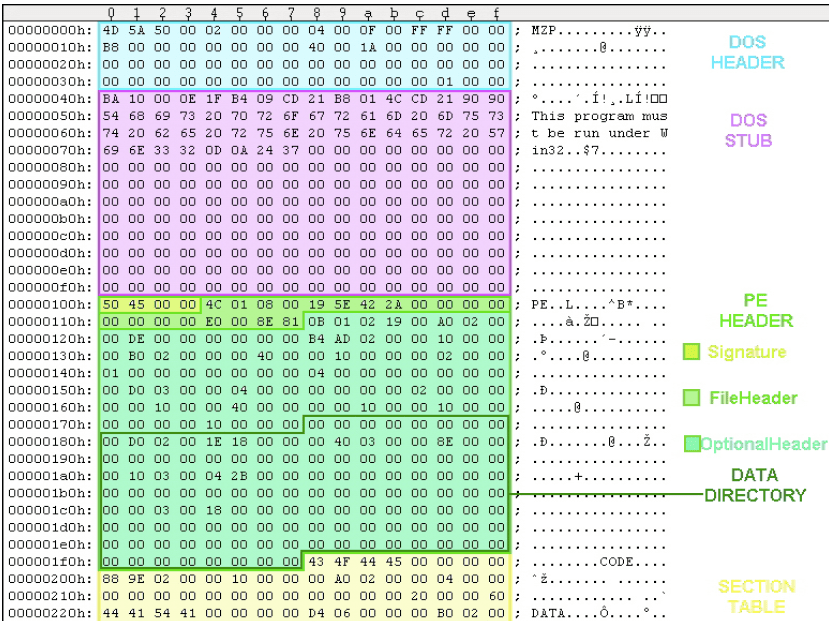 0 1 2 3 4 5 6 7 8 9 a b c d e f
00000000h: 4D 5A 50 00 02 00 00 00 04 00 0F 00 FF FF 00 00 ; MZP..........ÿÿ..
00000010h: B8 00 00 00 00 00 00 00 40 00 1A 00 00 00 00 00 ; ¸.......@.......
00000020h: 00 00 00 00 00 00 00 00 00 00 00 00 00 00 00 00 ; ................
00000030h: 00 00 00 00 00 00 00 00 00 00 00 00 00 01 00 00 ; ................
DOS
HEADER
00000040h: BA 10 00 0E 1F B4 09 CD 21 B8 01 4C CD 21 90 90 ; º....´.Í!¸.LÍ!□□
00000050h: 54 68 69 73 20 70 72 6F 67 72 61 6D 20 6D 75 73 ; This program mus
00000060h: 74 20 62 65 20 72 75 6E 20 75 6E 64 65 72 20 57 ; t be run under W
00000070h: 69 6E 33 32 0D 0A 24 37 00 00 00 00 00 00 00 00 ; in32..$7........
00000080h: 00 00 00 00 00 00 00 00 00 00 00 00 00 00 00 00 ; ................
00000090h: 00 00 00 00 00 00 00 00 00 00 00 00 00 00 00 00 ; ................
000000a0h: 00 00 00 00 00 00 00 00 00 00 00 00 00 00 00 00 ; ................
000000b0h: 00 00 00 00 00 00 00 00 00 00 00 00 00 00 00 00 ; ................
000000c0h: 00 00 00 00 00 00 00 00 00 00 00 00 00 00 00 00 ; ................
000000d0h: 00 00 00 00 00 00 00 00 00 00 00 00 00 00 00 00 ; ................
000000e0h: 00 00 00 00 00 00 00 00 00 00 00 00 00 00 00 00 ; ................
000000f0h: 00 00 00 00 00 00 00 00 00 00 00 00 00 00 00 00 ; ................
DOS
STUB
00000100h: 50 45 00 00 4C 01 08 00 19 5E 42 2A 00 00 00 00 ; PE..L....^B*....
00000110h: 00 00 00 00 E0 00 8E 81 0B 01 02 19 00 A0 02 00 ; ....à.Ž□..... ..
00000120h: 00 DE 00 00 00 00 00 00 B4 AD 02 00 00 10 00 00 ; .Þ......´-......
00000130h: 00 B0 02 00 00 00 40 00 00 10 00 00 00 02 00 00 ; .°....@.........
00000140h: 01 00 00 00 00 00 00 00 04 00 00 00 00 00 00 00 ; ................
00000150h: 00 D0 03 00 00 04 00 00 00 00 00 00 02 00 00 00 ; .Ð..............
00000160h: 00 00 10 00 00 40 00 00 00 00 10 00 00 10 00 00 ; .....@..........
00000170h: 00 00 00 00 10 00 00 00 00 00 00 00 00 00 00 00 ; ................
00000180h: 00 D0 02 00 1E 18 00 00 00 40 03 00 00 8E 00 00 ; .Ð.......@...Ž..
00000190h: 00 00 00 00 00 00 00 00 00 00 00 00 00 00 00 00 ; ................
000001a0h: 00 10 03 00 04 2B 00 00 00 00 00 00 00 00 00 00 ; .....+..........
000001b0h: 00 00 00 00 00 00 00 00 00 00 00 00 00 00 00 00 ; ................
000001c0h: 00 00 03 00 18 00 00 00 00 00 00 00 00 00 00 00 ; ................
000001d0h: 00 00 00 00 00 00 00 00 00 00 00 00 00 00 00 00 ; ................
000001e0h: 00 00 00 00 00 00 00 00 00 00 00 00 00 00 00 00 ; ................
PE
HEADER
Signature
FileHeader
OptionalHeader
DATA
DIRECTORY
000001f0h: 00 00 00 00 00 00 00 00 43 4F 44 45 00 00 00 00 ; ........CODE....
00000200h: 88 9E 02 00 00 10 00 00 00 A0 02 00 00 04 00 00 ; ˆž....... ......
00000210h: 00 00 00 00 00 00 00 00 00 00 00 00 20 00 00 60 ; ............ ..`
00000220h: 44 41 54 41 00 00 00 00 D4 06 00 00 00 B0 02 00 ; DATA....Ô....°..
SECTION
TABLE